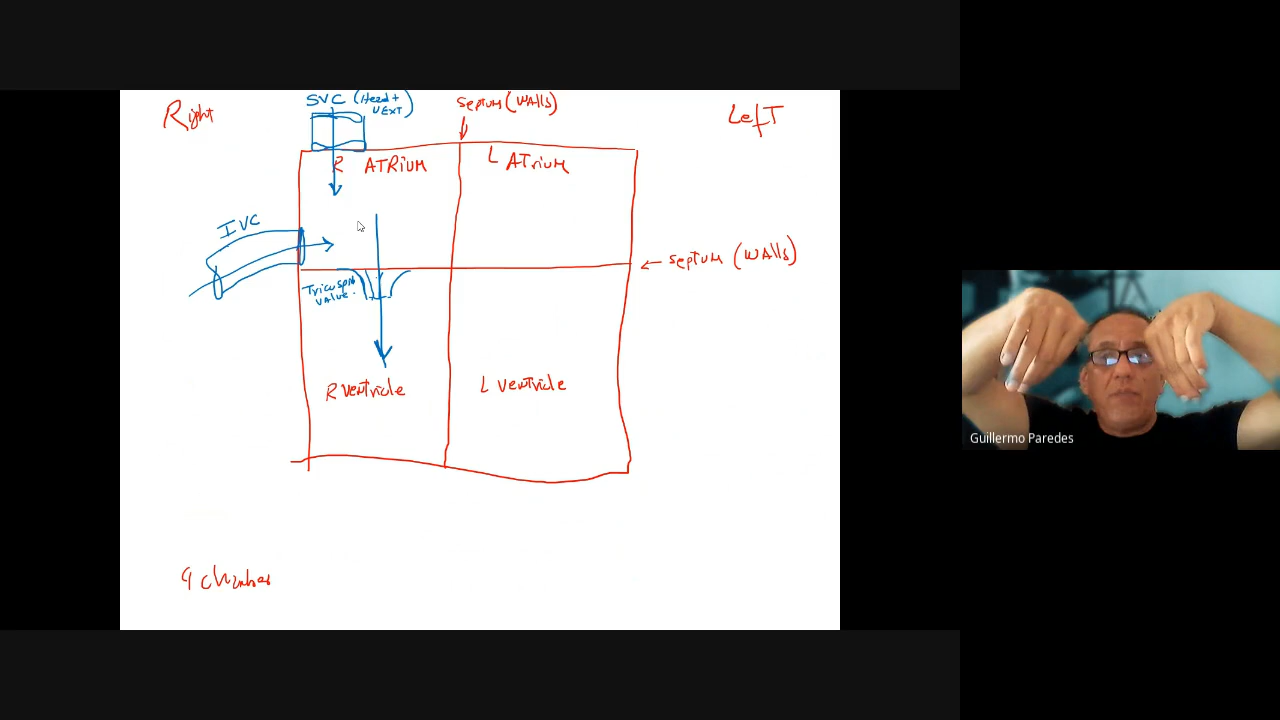 SVC (Head +
UEXT)
Septum (WALLS)
Right
LefT
R ATRIUM
L ATrium
IVC
← Septum (WAlls)
Tricuspid
VALVE.
R ventricle
L ventricle
Guillermo Paredes
4 chamber